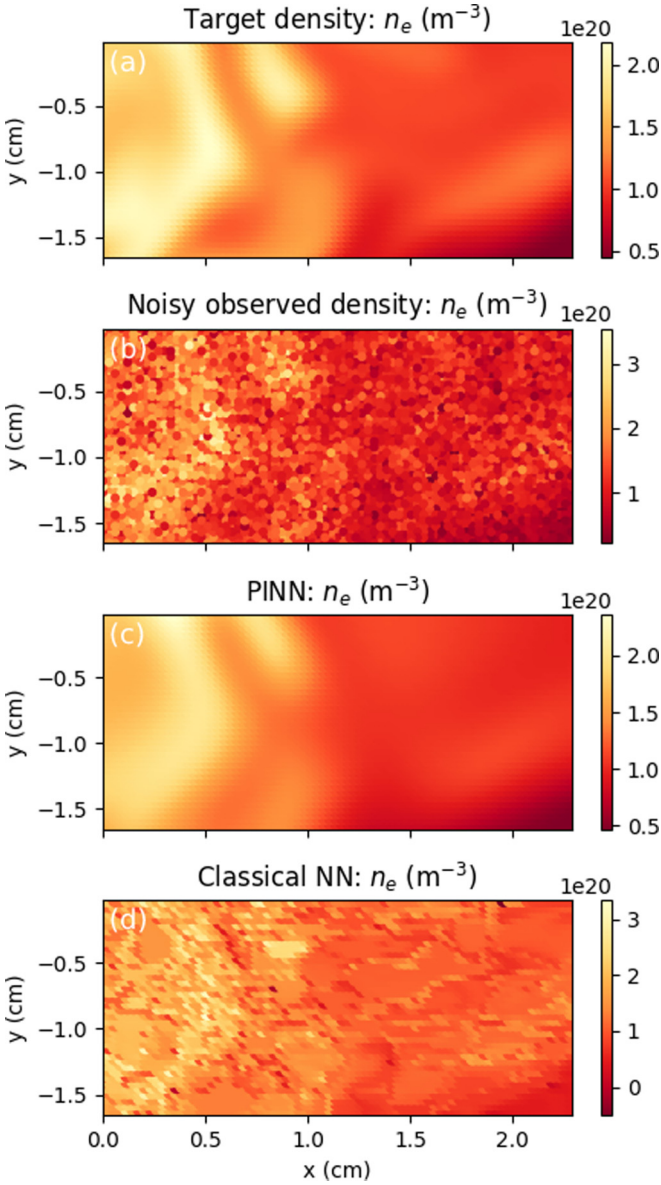 Target density: nₑ (m⁻³)
1e20
(a)
2.0
−0.5
1.5
−1.0
1.0
−1.5
0.5
y (cm)
Noisy observed density: nₑ (m⁻³)
1e20
(b)
3
−0.5
2
−1.0
1
−1.5
y (cm)
PINN: nₑ (m⁻³)
1e20
(c)
2.0
−0.5
1.5
−1.0
1.0
−1.5
0.5
y (cm)
Classical NN: nₑ (m⁻³)
1e20
(d)
3
−0.5
2
−1.0
1
−1.5
0
y (cm)
0.0 0.5 1.0 1.5 2.0
x (cm)